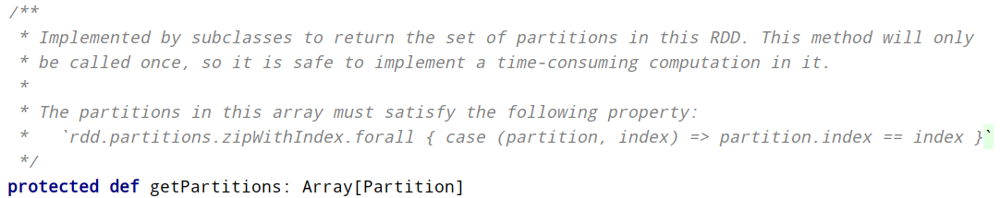 /**
 * Implemented by subclasses to return the set of partitions in this RDD. This method will only
 * be called once, so it is safe to implement a time-consuming computation in it.
 *
 * The partitions in this array must satisfy the following property:
 *   `rdd.partitions.zipWithIndex.forall { case (partition, index) => partition.index == index }`
 */
protected def getPartitions: Array[Partition]